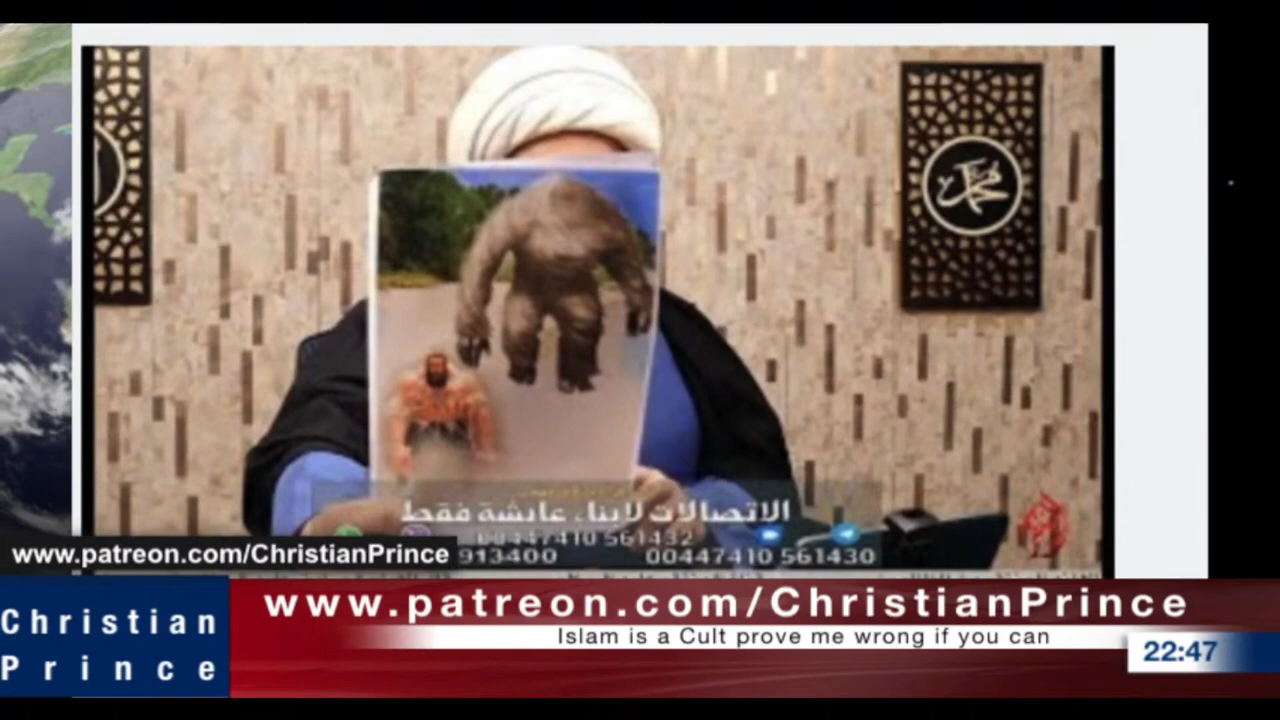 محمد
الاتصالات لابناء عايشة فقط
00447410 561432
913400 00447410 561430
www.patreon.com/ChristianPrince
www.patreon.com/ChristianPrince
Islam is a Cult prove me wrong if you can
Christian
Prince
22:47